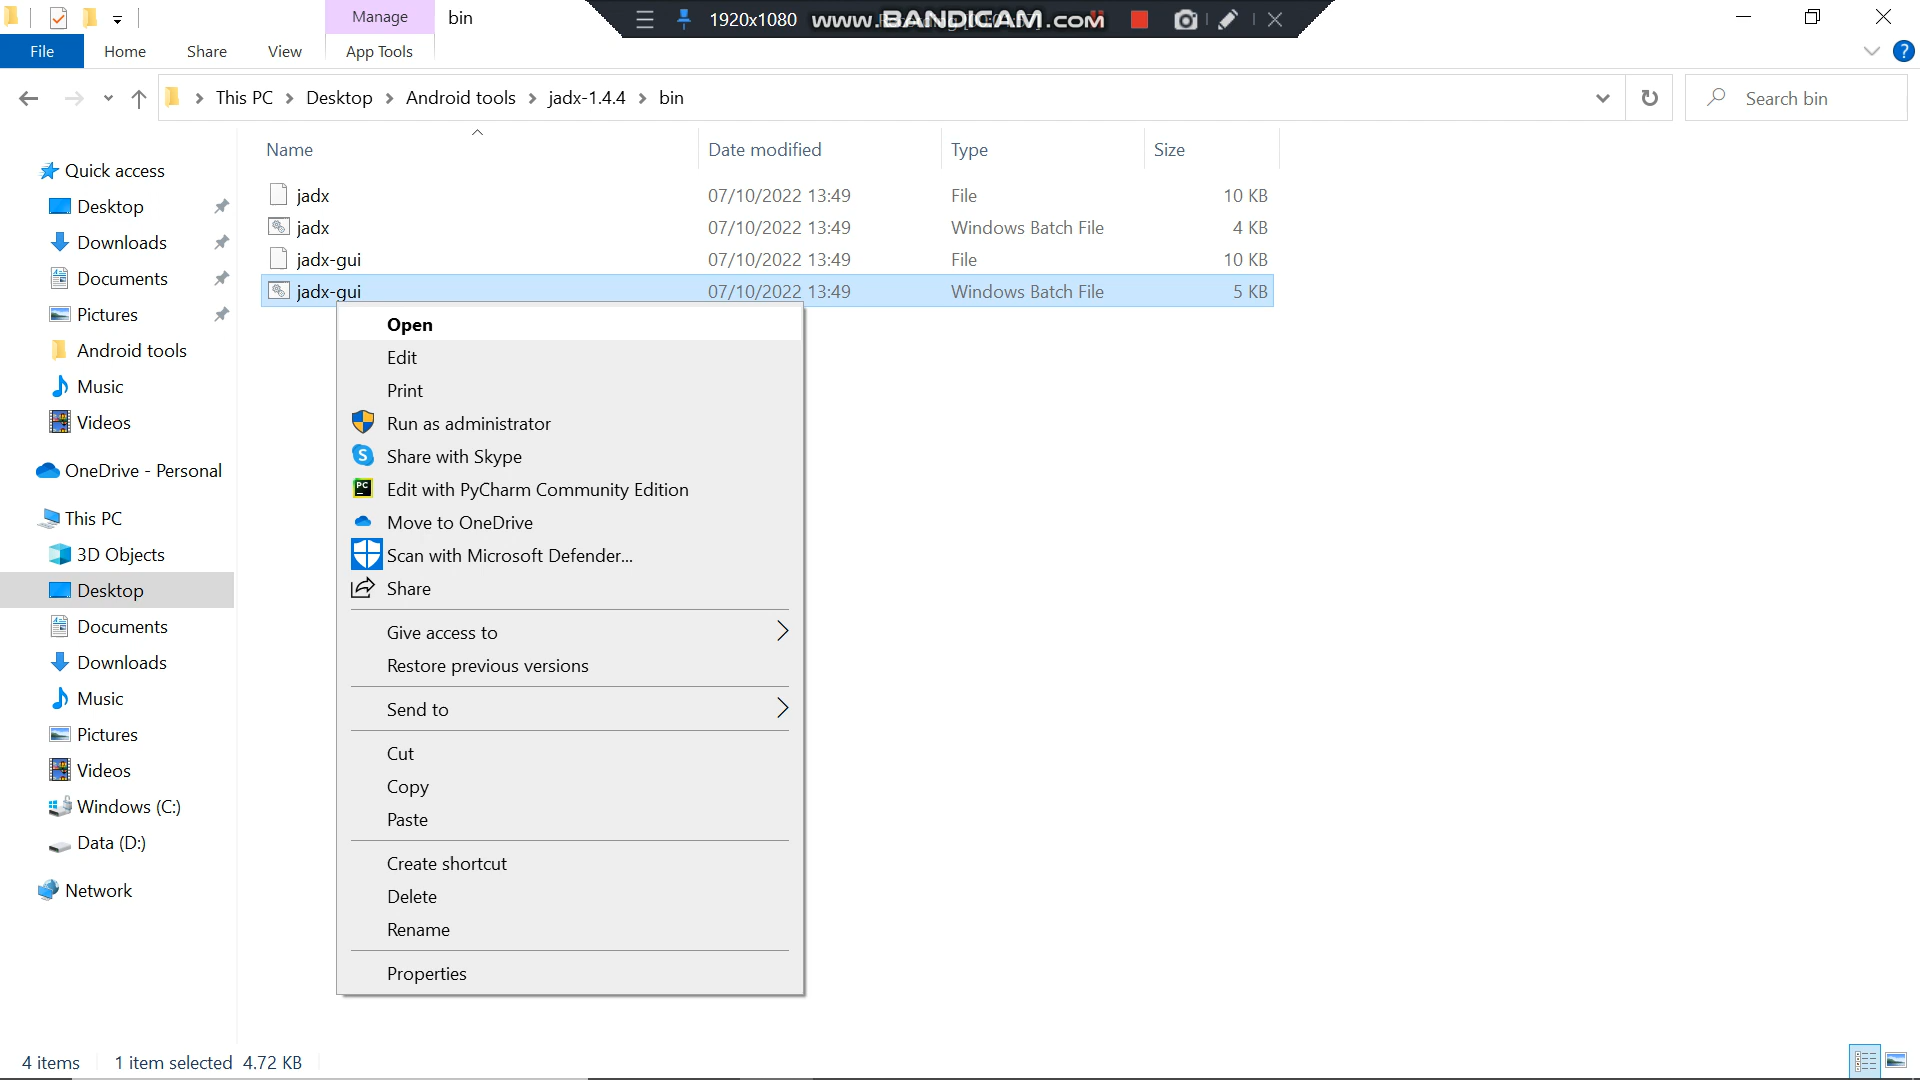 Manage
bin
1920x1080
www.BANDICAM.com
File
Home
Share
View
App Tools
This PC
Desktop
Android tools
jadx-1.4.4
bin
Search bin
Name
Date modified
Type
Size
jadx 07/10/2022 13:49 File 10 KB
jadx 07/10/2022 13:49 Windows Batch File 4 KB
jadx-gui 07/10/2022 13:49 File 10 KB
jadx-gui 07/10/2022 13:49 Windows Batch File 5 KB
Quick access
Desktop
Downloads
Documents
Pictures
Android tools
Music
Videos
OneDrive - Personal
This PC
3D Objects
Desktop
Documents
Downloads
Music
Pictures
Videos
Windows (C:)
Data (D:)
Network
Open
Edit
Print
Run as administrator
Share with Skype
Edit with PyCharm Community Edition
Move to OneDrive
Scan with Microsoft Defender...
Share
Give access to
Restore previous versions
Send to
Cut
Copy
Paste
Create shortcut
Delete
Rename
Properties
4 items
1 item selected 4.72 KB